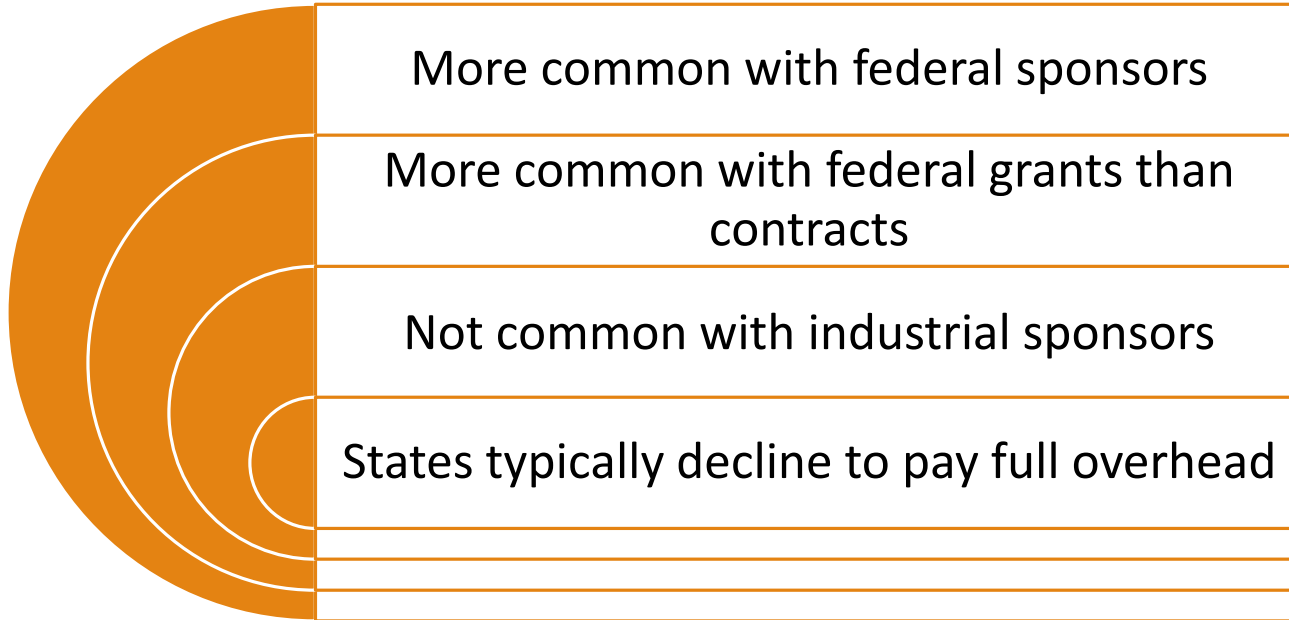 More common with federal sponsors
More common with federal grants than
contracts
Not common with industrial sponsors
States typically decline to pay full overhead